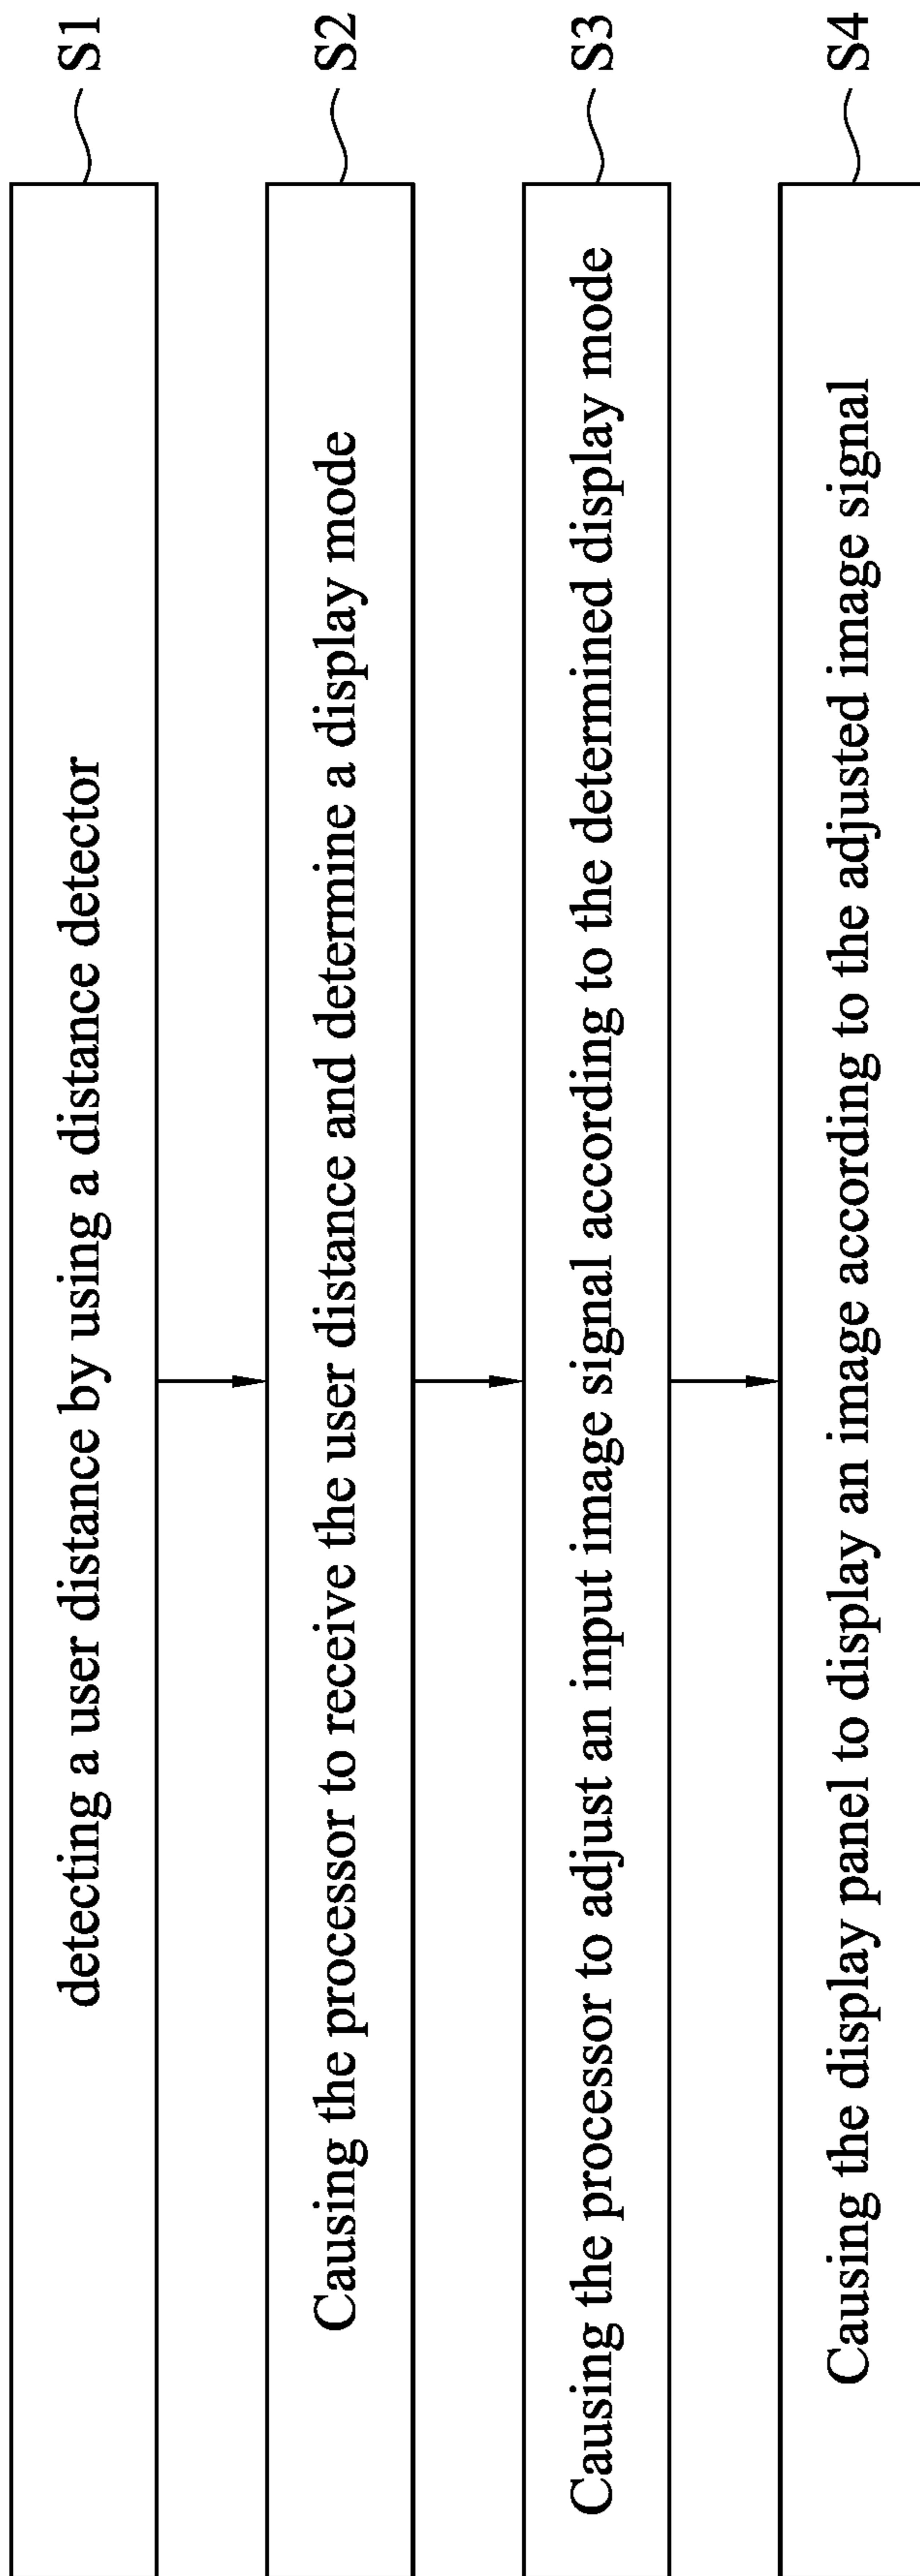 detecting a user distance by using a distance detector
S1
Causing the processor to receive the user distance and determine a display mode
S2
Causing the processor to adjust an input image signal according to the determined display mode
S3
Causing the display panel to display an image according to the adjusted image signal
S4